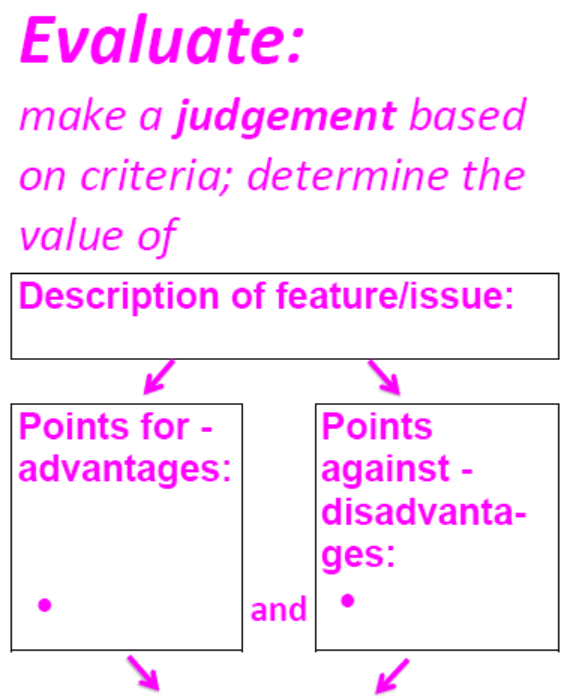 Evaluate:
make a judgement based
on criteria; determine the
value of
Description of feature/issue:
Points for -
advantages:
•
and
Points
against -
disadvanta-
ges:
•